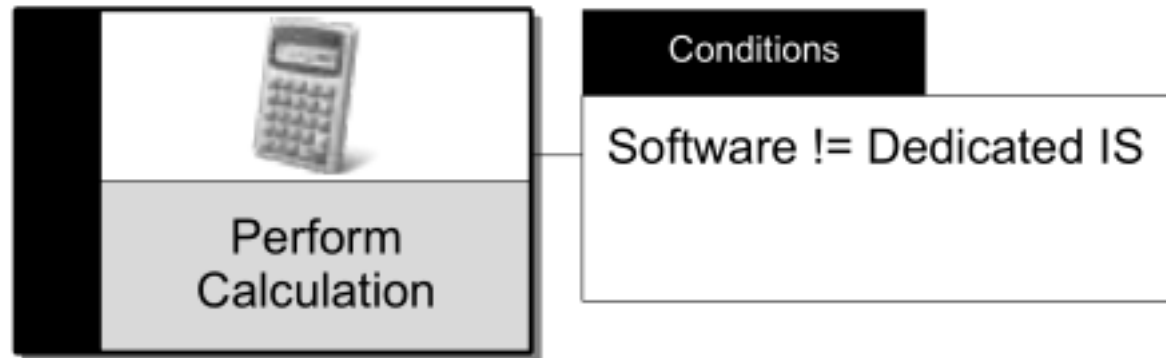 Perform
Calculation
Conditions
Software != Dedicated IS